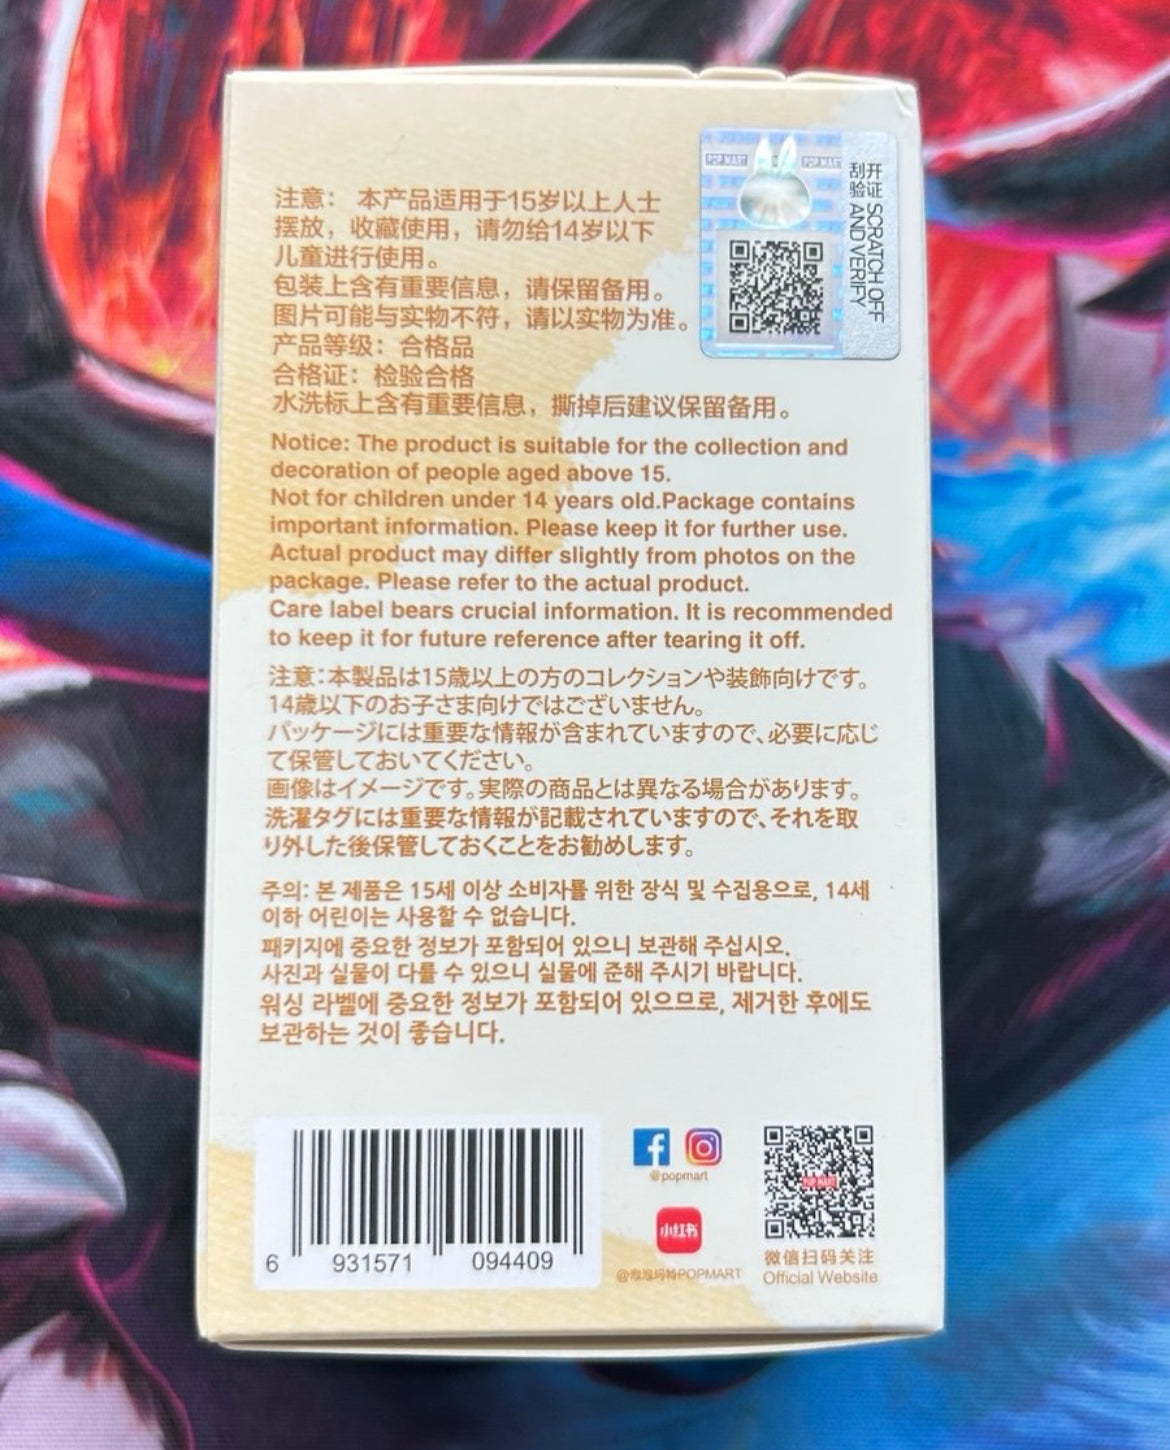 POP MART
POP MART
刮开
验证
SCRATCH OFF
AND VERIFY
注意： 本产品适用于15岁以上人士
摆放，收藏使用，请勿给14岁以下
儿童进行使用。
包装上含有重要信息，请保留备用。
图片可能与实物不符，请以实物为准。
产品等级：合格品
合格证：检验合格
水洗标上含有重要信息，撕掉后建议保留备用。
Notice: The product is suitable for the collection and
decoration of people aged above 15.
Not for children under 14 years old.Package contains
important information. Please keep it for further use.
Actual product may differ slightly from photos on the
package. Please refer to the actual product.
Care label bears crucial information. It is recommended
to keep it for future reference after tearing it off.
注意：本製品は15歳以上の方のコレクションや装飾向けです。
14歳以下のお子さま向けではございません。
パッケージには重要な情報が含まれていますので、必要に応じ
て保管しておいてください。
画像はイメージです。実際の商品とは異なる場合があります。
洗濯タグには重要な情報が記載されていますので、それを取
り外した後保管しておくことをお勧めします。
주의: 본 제품은 15세 이상 소비자를 위한 장식 및 수집용으로, 14세
이하 어린이는 사용할 수 없습니다.
패키지에 중요한 정보가 포함되어 있으니 보관해 주십시오.
사진과 실물이 다를 수 있으니 실물에 준해 주시기 바랍니다.
워싱 라벨에 중요한 정보가 포함되어 있으므로, 제거한 후에도
보관하는 것이 좋습니다.
6 931571 094409
@popmart
小红书
@泡泡玛特POPMART
POP MART
微信扫码关注
Official Website